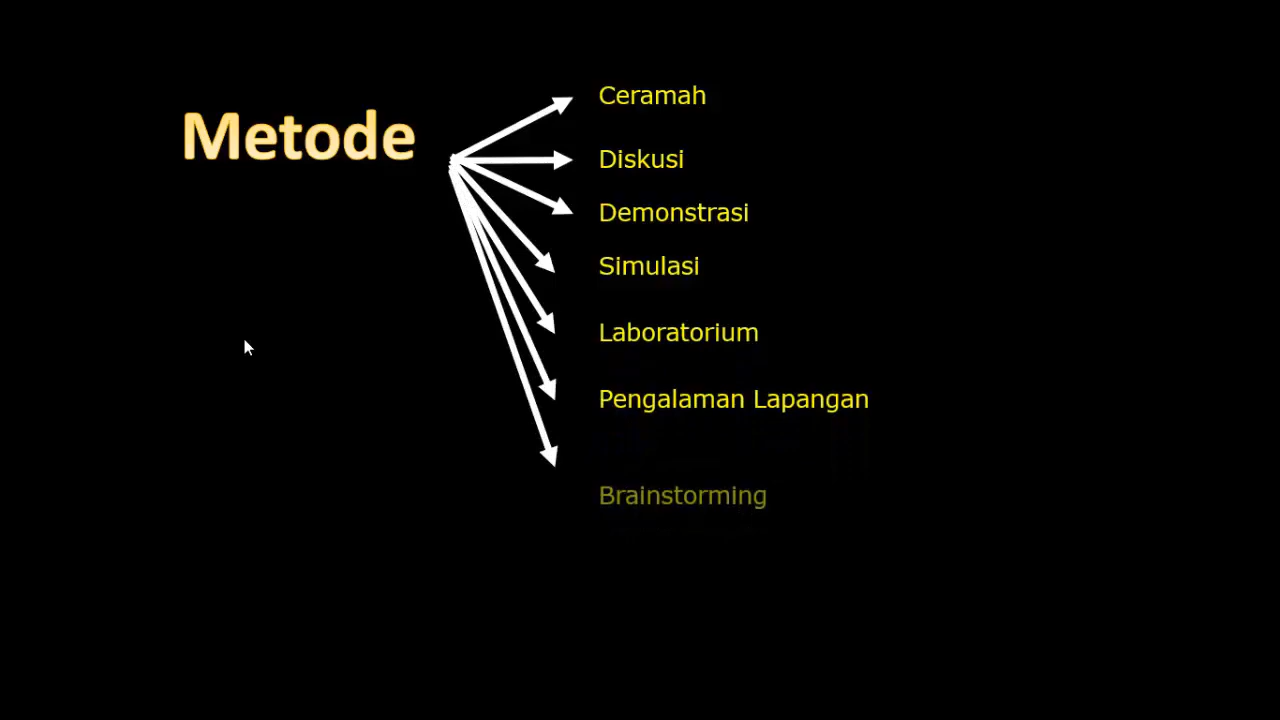 Metode
Ceramah
Diskusi
Demonstrasi
Simulasi
Laboratorium
Pengalaman Lapangan
Brainstorming